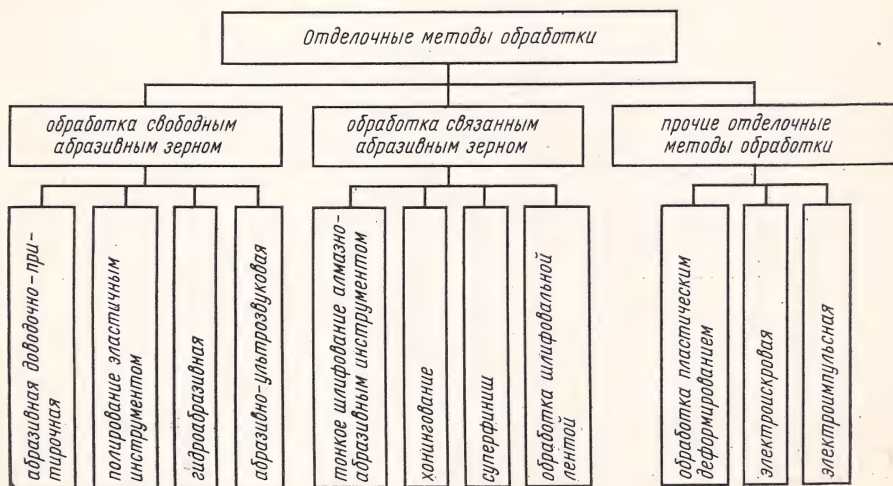 Отделочные методы обработки
обработка свободным
абразивным зерном
обработка связанным
абразивным зерном
прочие отделочные
методы обработки
абразивная доводочно-при-
тирочная
полирование эластичным
инструментом
гидроабразивная
абразивно-ультрозвуковая
тонкое шлифование алмазно-
абразивным инструментом
хонингование
суперфиниш
обработка шлифовальной
лентой
обработка пластическим
деформированием
электроискровая
электроимпульсная